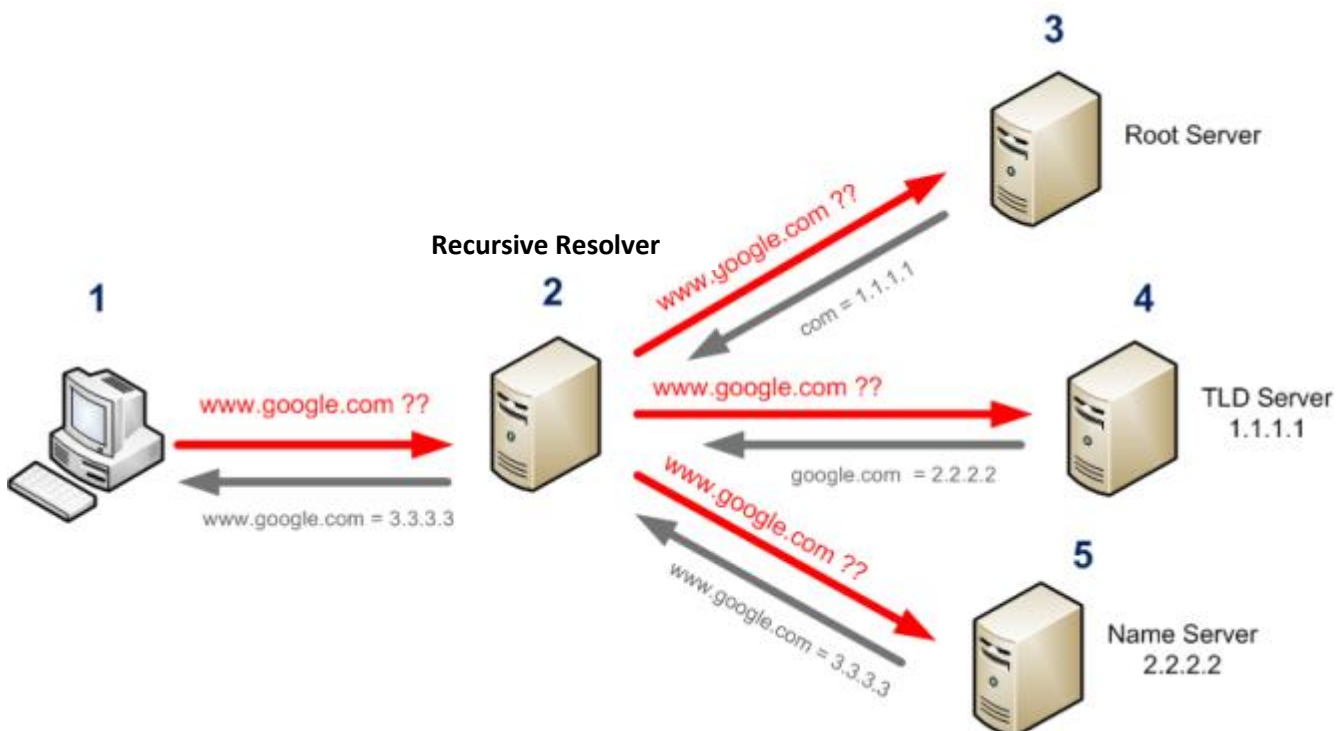 3
Root Server
www.google.com ??
com = 1.1.1.1
Recursive Resolver
1
2
4
www.google.com ??
www.google.com = 3.3.3.3
www.google.com ??
google.com = 2.2.2.2
TLD Server
1.1.1.1
www.google.com ??
www.google.com = 3.3.3.3
5
Name Server
2.2.2.2